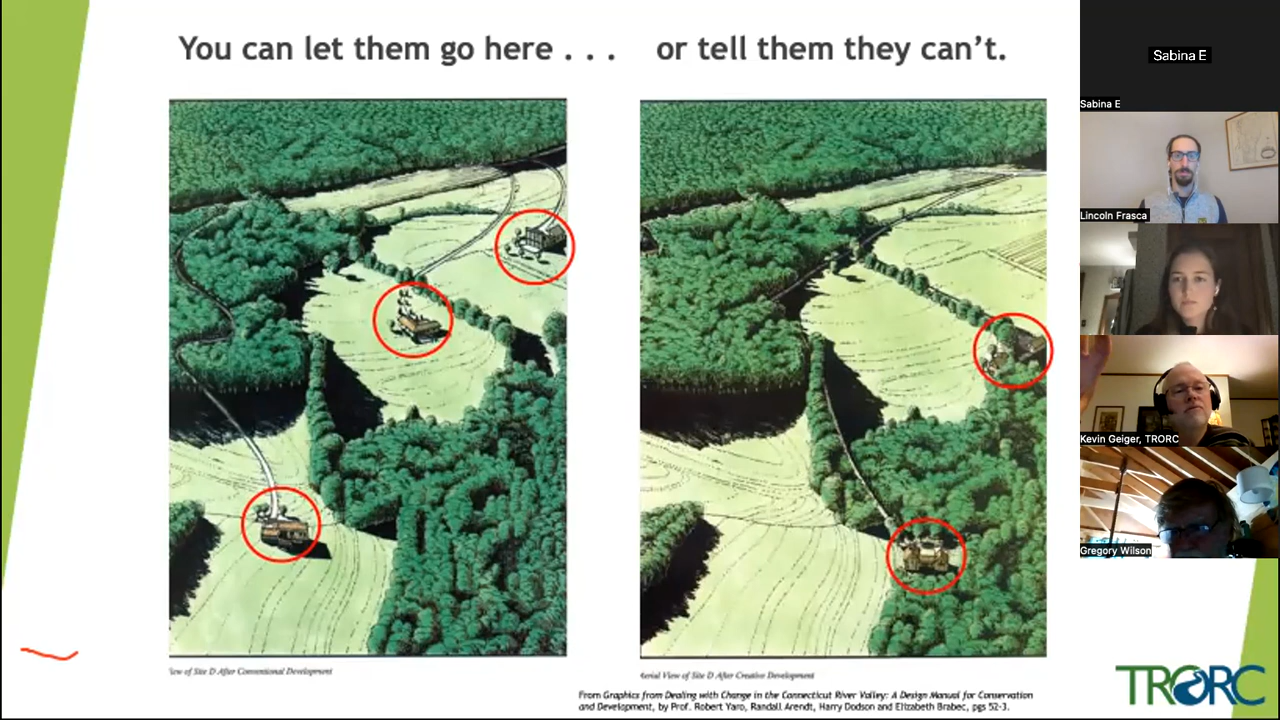 You can let them go here . . . or tell them they can't.
View of Site D After Conventional Development
Aerial View of Site D After Creative Development
From Graphics from Dealing with Change in the Connecticut River Valley: A Design Manual for Conservation
and Development, by Prof. Robert Yaro, Randall Arendt, Harry Dodson and Elizabeth Brabec, pgs 52-3.
TRORC
Sabina E
Sabina E
Lincoln Frasca
Kevin Geiger, TRORC
Gregory Wilson